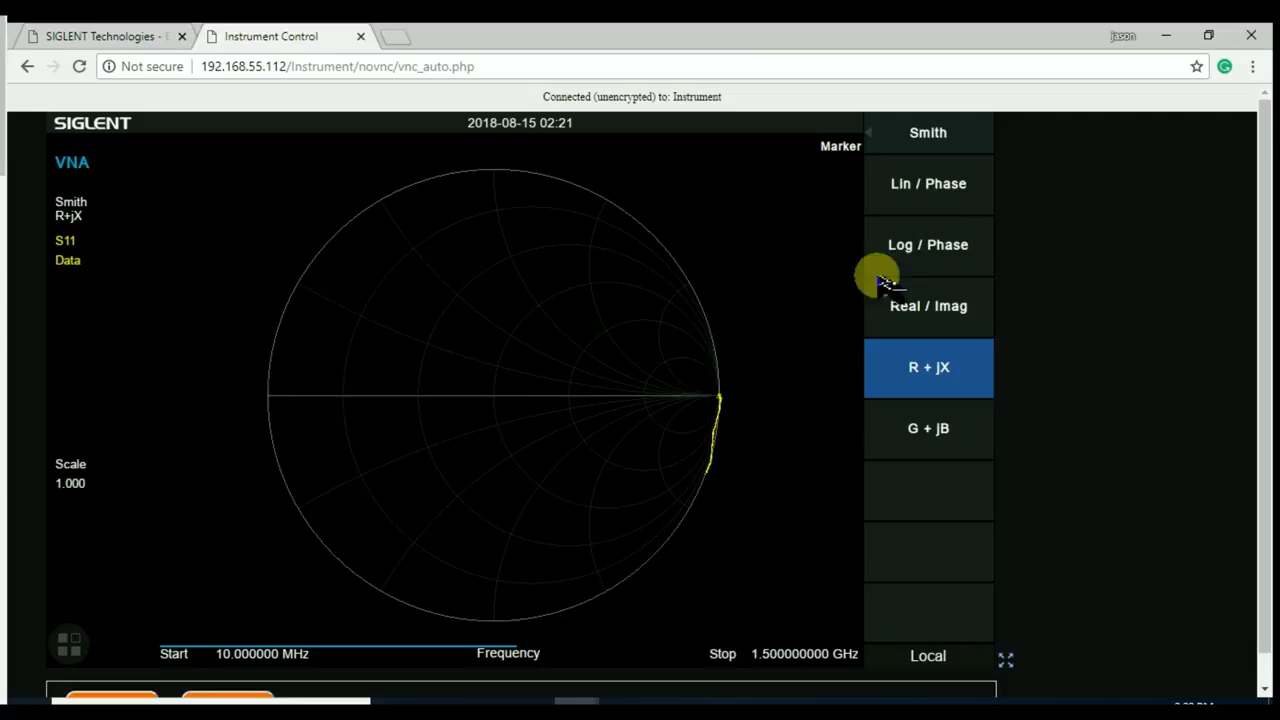 SIGLENT Technologies - E
Instrument Control
jason
Not secure
192.168.55.112/Instrument/novnc/vnc_auto.php
Connected (unencrypted) to: Instrument
SIGLENT
2018-08-15 02:21
Smith
Marker
VNA
Lin / Phase
Smith
R+jX
S11
Log / Phase
Data
Real / Imag
R + jX
G + jB
Scale
1.000
Start
10.000000 MHz
Frequency
Stop
1.500000000 GHz
Local